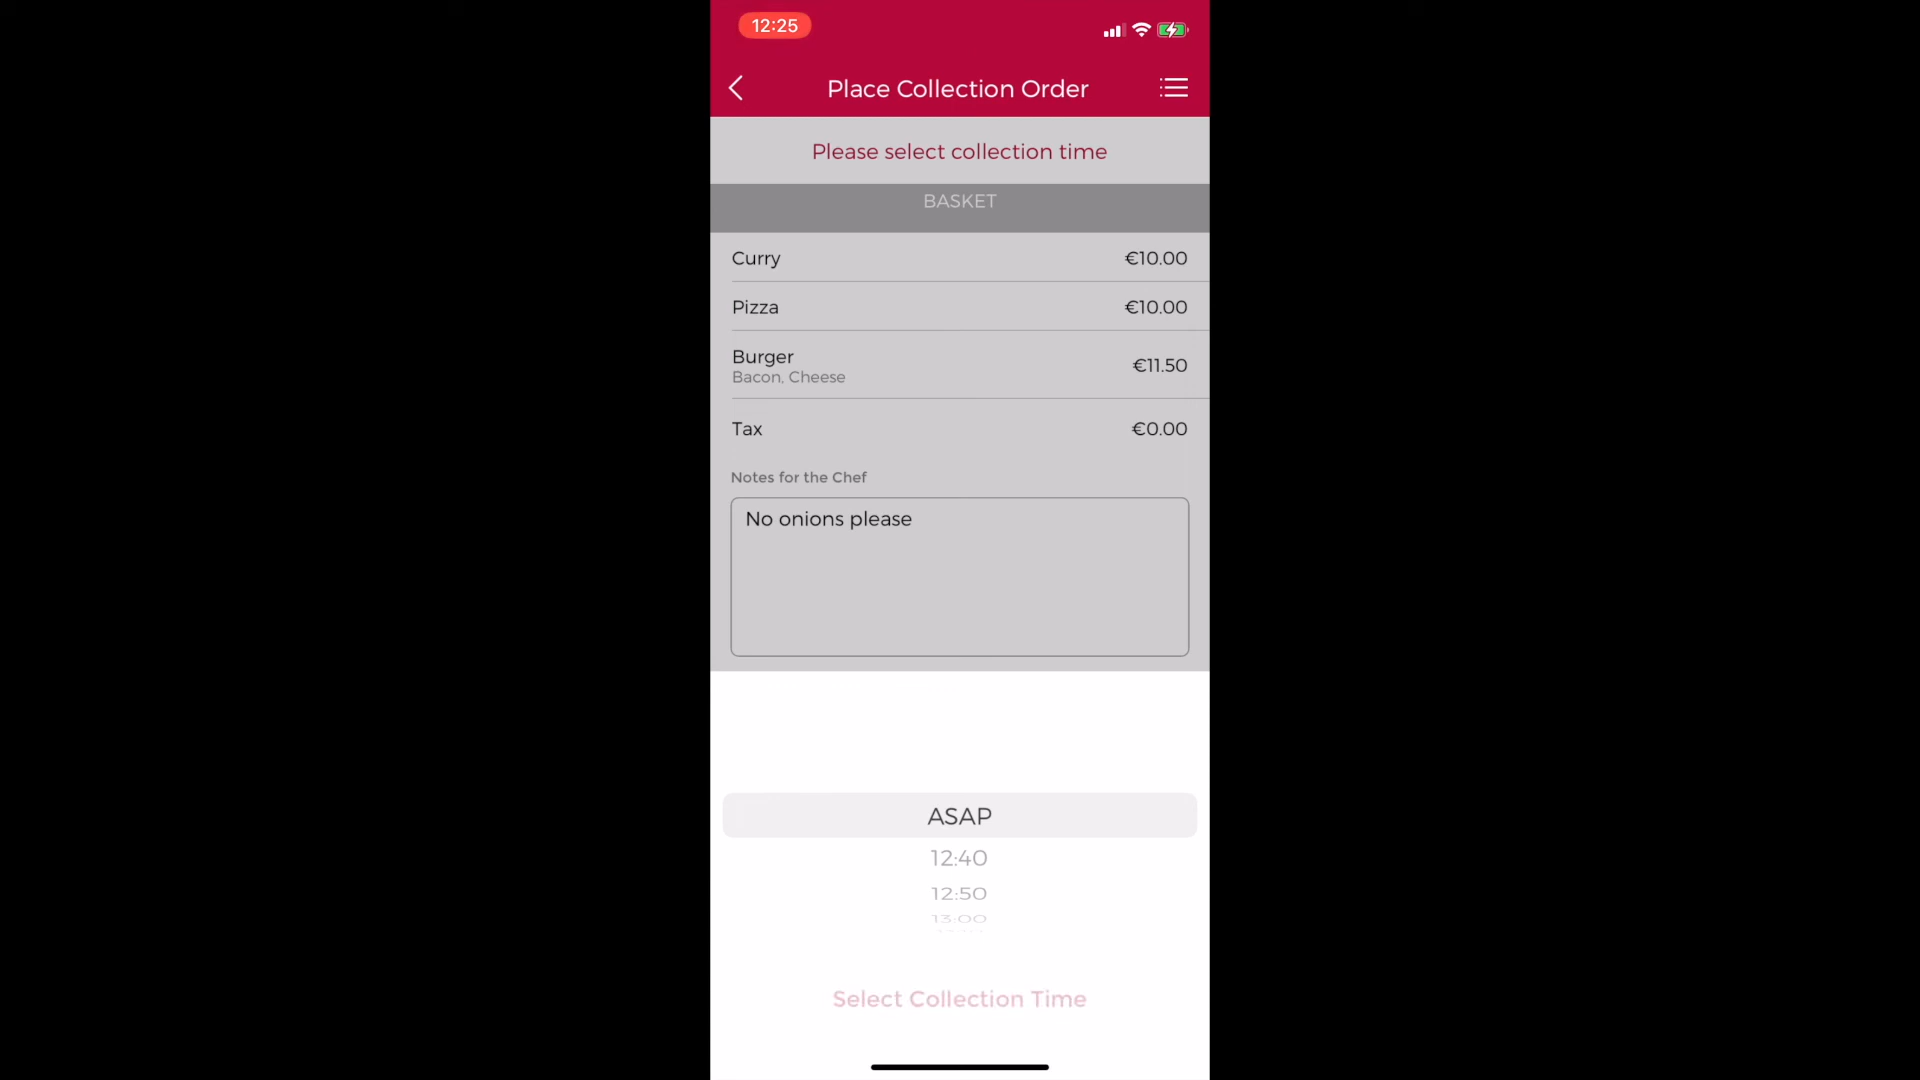 12:25
Place Collection Order
Please select collection time
BASKET
Curry €10.00
Pizza €10.00
Burger €11.50
Bacon, Cheese
Tax €0.00
Notes for the Chef
No onions please
ASAP
12:40
12:50
13:00
Select Collection Time